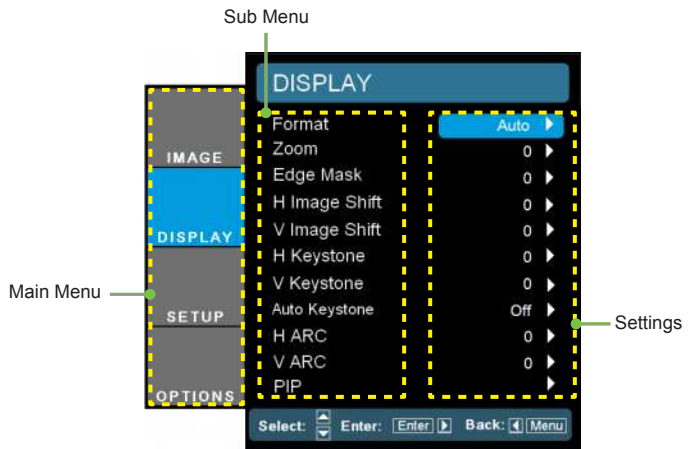 Sub Menu
DISPLAY
Format Auto
Zoom 0
Edge Mask 0
H Image Shift 0
V Image Shift 0
H Keystone 0
V Keystone 0
Auto Keystone Off
H ARC 0
V ARC 0
PIP
IMAGE
DISPLAY
SETUP
OPTIONS
Main Menu
Settings
Select: Enter: Enter Back: Menu